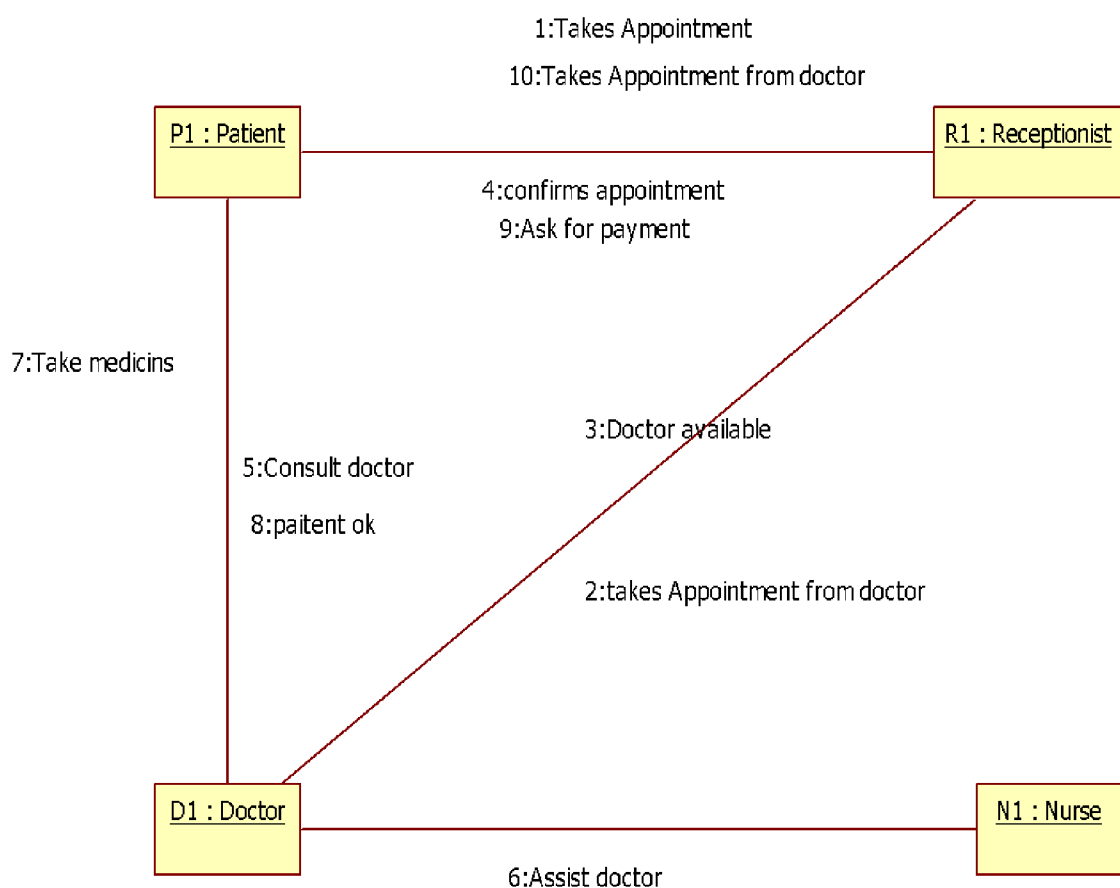 1:Takes Appointment
10:Takes Appointment from doctor
P1 : Patient
R1 : Receptionist
4:confirms appointment
9:Ask for payment
7:Take medicins
3:Doctor available
5:Consult doctor
8:paitent ok
2:takes Appointment from doctor
D1 : Doctor
N1 : Nurse
6:Assist doctor